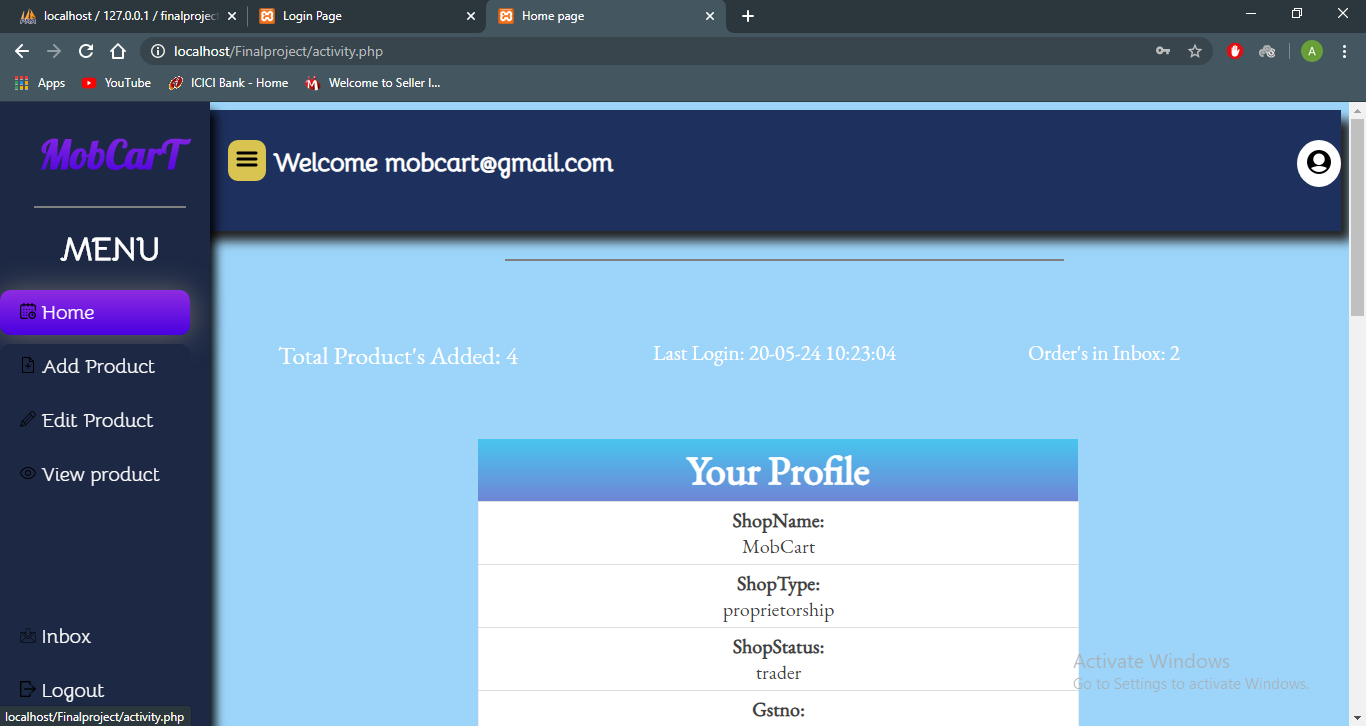 localhost / 127.0.0.1 / finalproject
Login Page
Home page
localhost/Finalproject/activity.php
A
Apps
YouTube
ICICI Bank - Home
Welcome to Seller I...
MobCarT
MENU
Home
Add Product
Edit Product
View product
Inbox
Logout
localhost/Finalproject/activity.php
Welcome mobcart@gmail.com
Total Product's Added: 4
Last Login: 20-05-24 10:23:04
Order's in Inbox: 2
Your Profile
ShopName:
MobCart
ShopType:
proprietorship
ShopStatus:
trader
Gstno:
Activate Windows
Go to Settings to activate Windows.